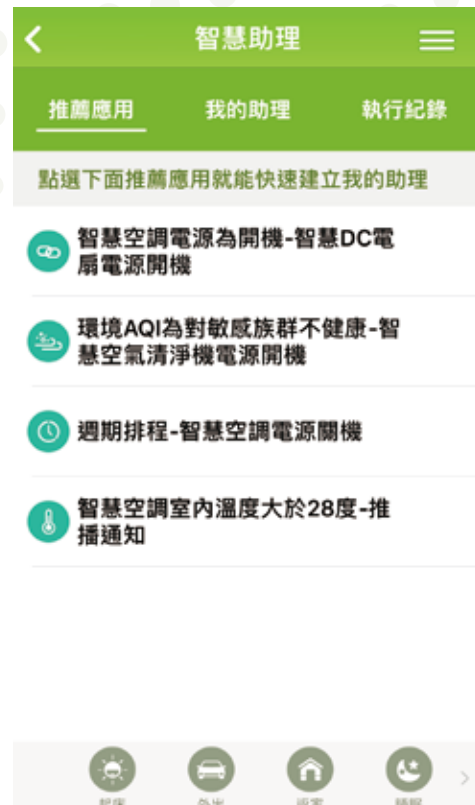 智慧助理
推薦應用 我的助理 執行紀錄
點選下面推薦應用就能快速建立我的助理
智慧空調電源為開機-智慧DC電
扇電源開機
環境AQI為對敏感族群不健康-智
慧空氣清淨機電源開機
週期排程-智慧空調電源關機
智慧空調室內溫度大於28度-推
播通知